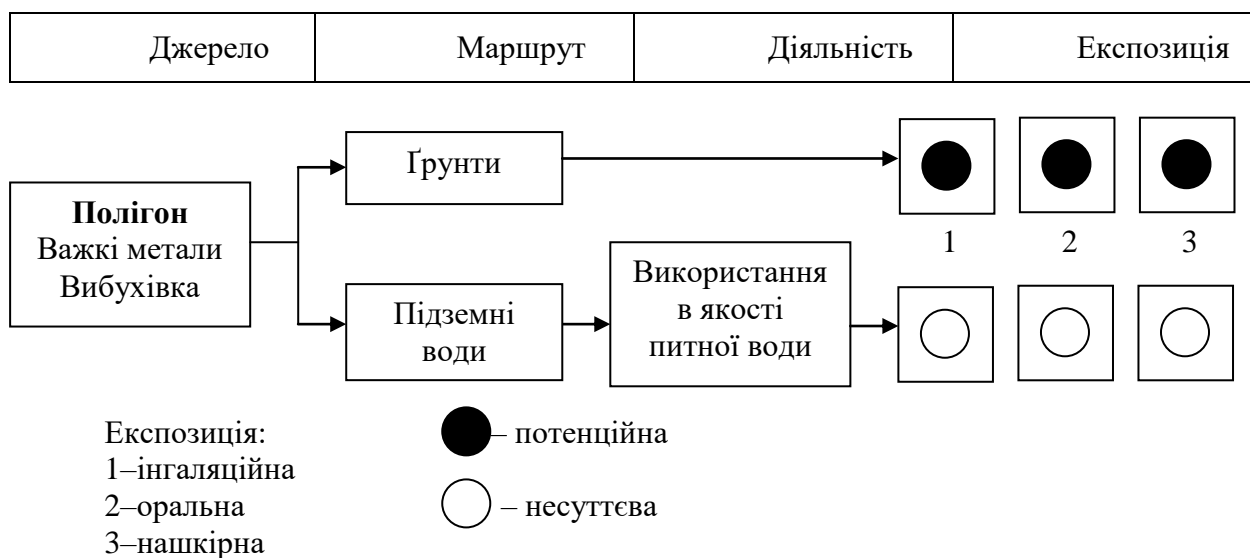 Джерело Маршрут Діяльність Експозиція
Ґрунти
Полігон
Важкі метали
Вибухівка
1 2 3
Підземні
води
Використання
в якості
питної води
Експозиція:
1–інгаляційна
2–оральна
3–нашкірна
– потенційна
– несуттєва